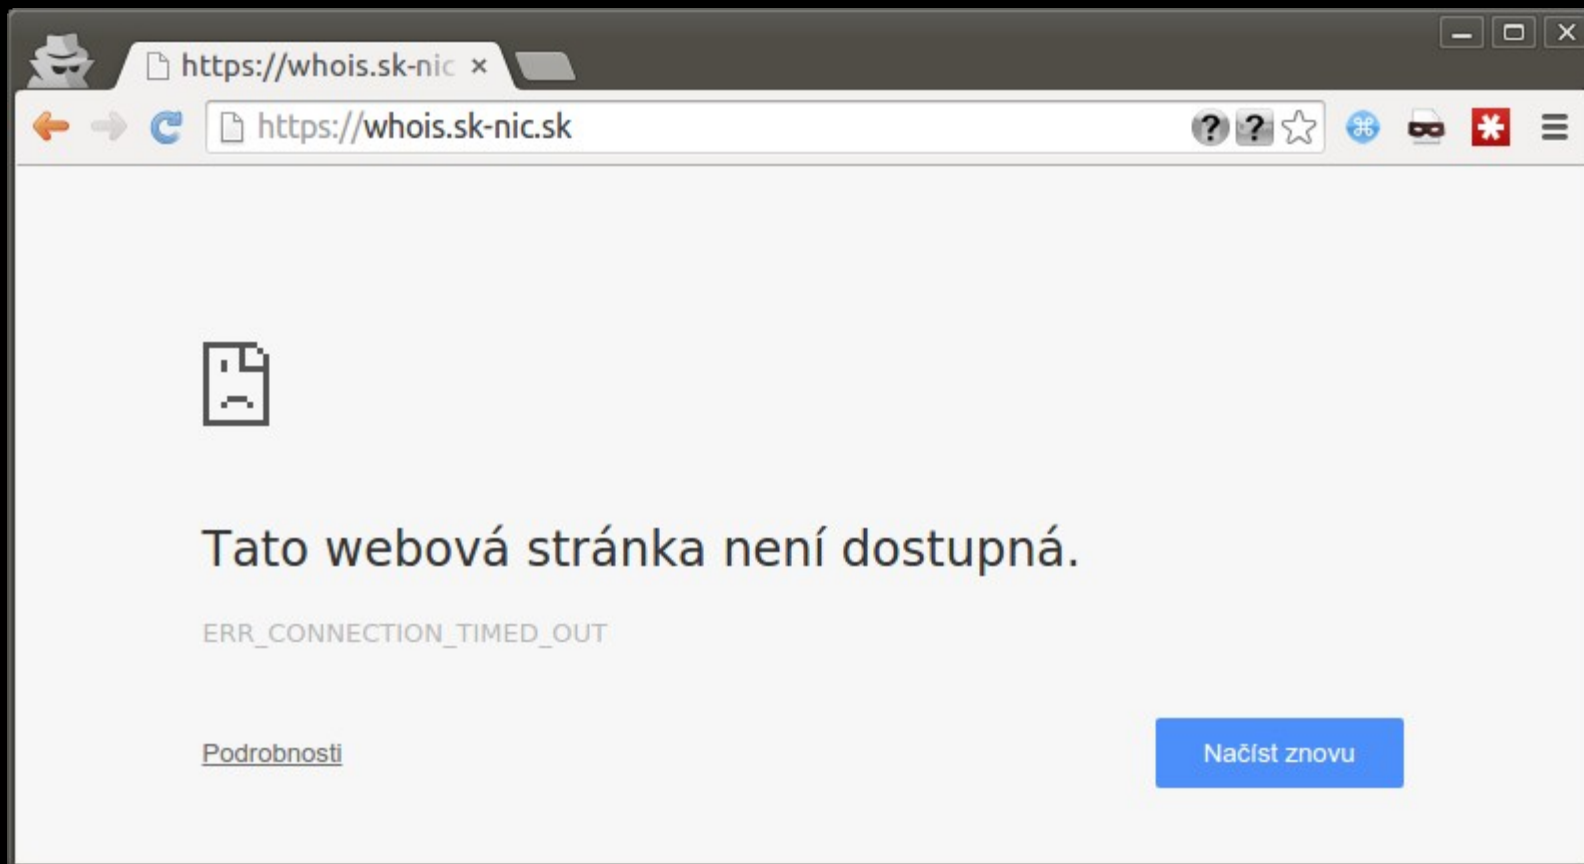 https://whois.sk-nic
https://whois.sk-nic.sk
Tato webová stránka není dostupná.
ERR_CONNECTION_TIMED_OUT
Podrobnosti
Načíst znovu